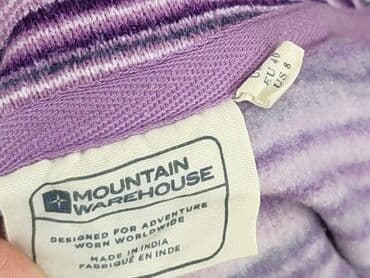 EU 40
US 8
MOUNTAIN
WAREHOUSE
DESIGNED FOR ADVENTURE
WORN WORLDWIDE
MADE IN INDIA
FABRIQUÉ EN INDE